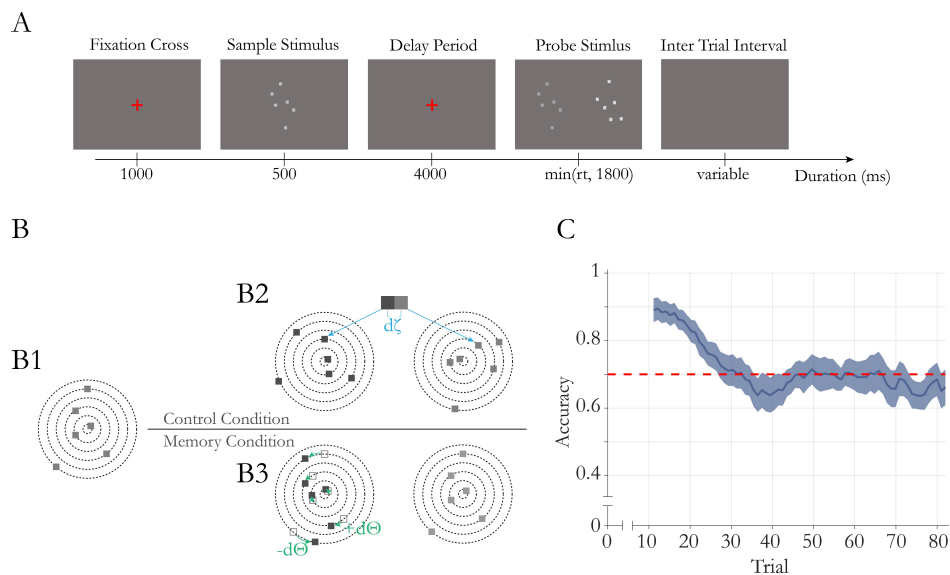 A
Fixation Cross
Sample Stimulus
Delay Period
Probe Stimlus
Inter Trial Interval
1000
500
4000
min(rt, 1800)
variable
Duration (ms)
B
B1
B2
dζ
Control Condition
Memory Condition
B3
-dΘ
+dΘ
C
1
0.8
0.6
0.4
0
Accuracy
0
10
20
30
40
50
60
70
80
Trial